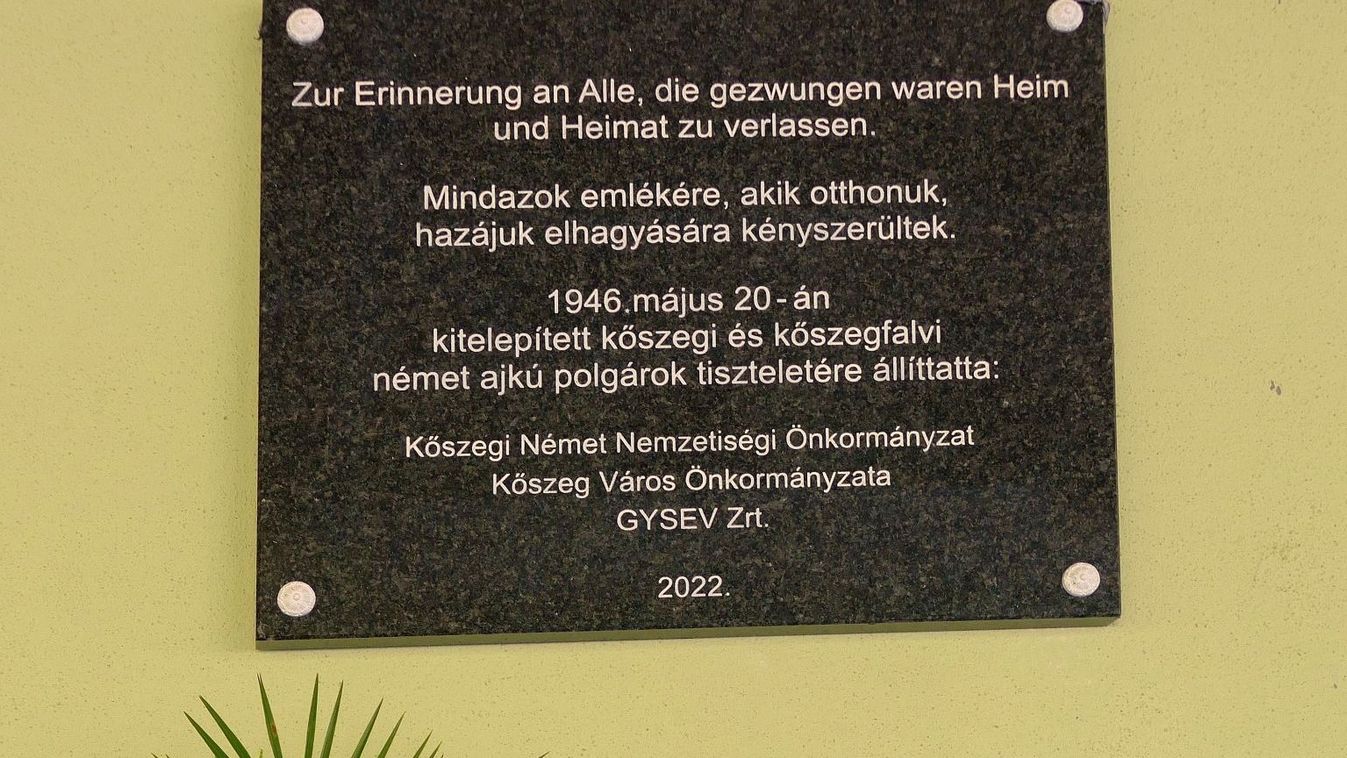 Zur Erinnerung an Alle, die gezwungen waren Heim
und Heimat zu verlassen.
Mindazok emlékére, akik otthonuk,
hazájuk elhagyására kényszerültek.
1946.május 20-án
kitelepített kőszegi és kőszegfalvi
német ajkú polgárok tiszteletére állíttatta:
Kőszegi Német Nemzetiségi Önkormányzat
Kőszeg Város Önkormányzata
GYSEV Zrt.
2022.